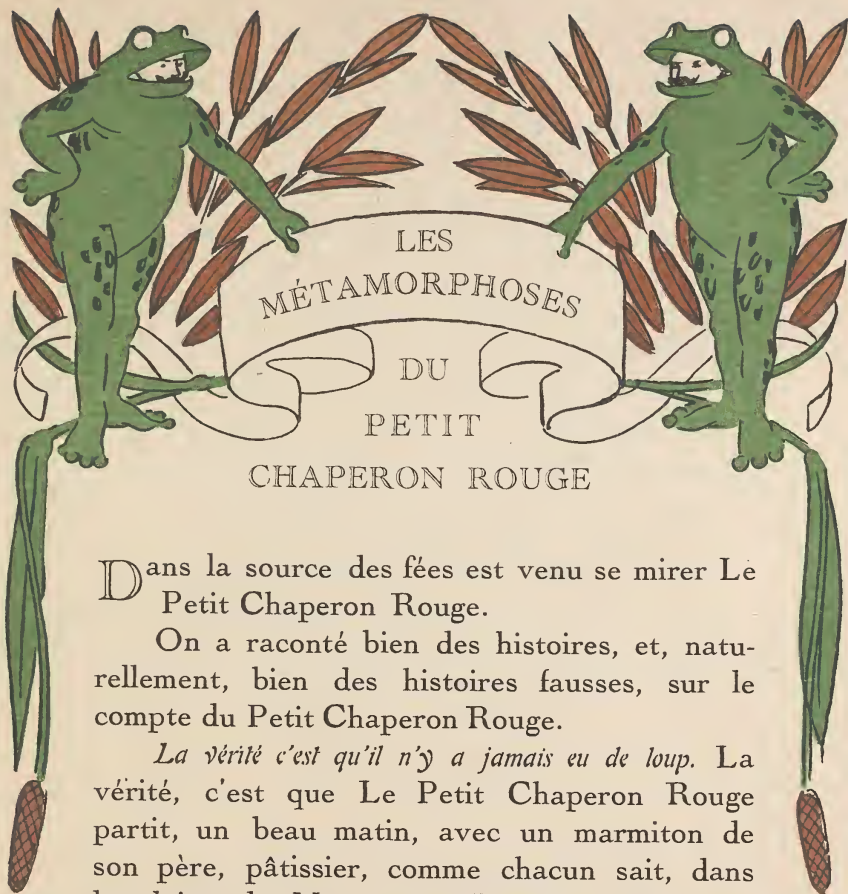 LES
MÉTAMORPHOSES
DU
PETIT
CHAPERON ROUGE
Dans la source des fées est venu se mirer Le
Petit Chaperon Rouge.
On a raconté bien des histoires, et, natu-
rellement, bien des histoires fausses, sur le
compte du Petit Chaperon Rouge.
La vérité c'est qu'il n'y a jamais eu de loup. La
vérité, c'est que Le Petit Chaperon Rouge
partit, un beau matin, avec un marmiton de
son père, pâtissier, comme chacun sait, dans